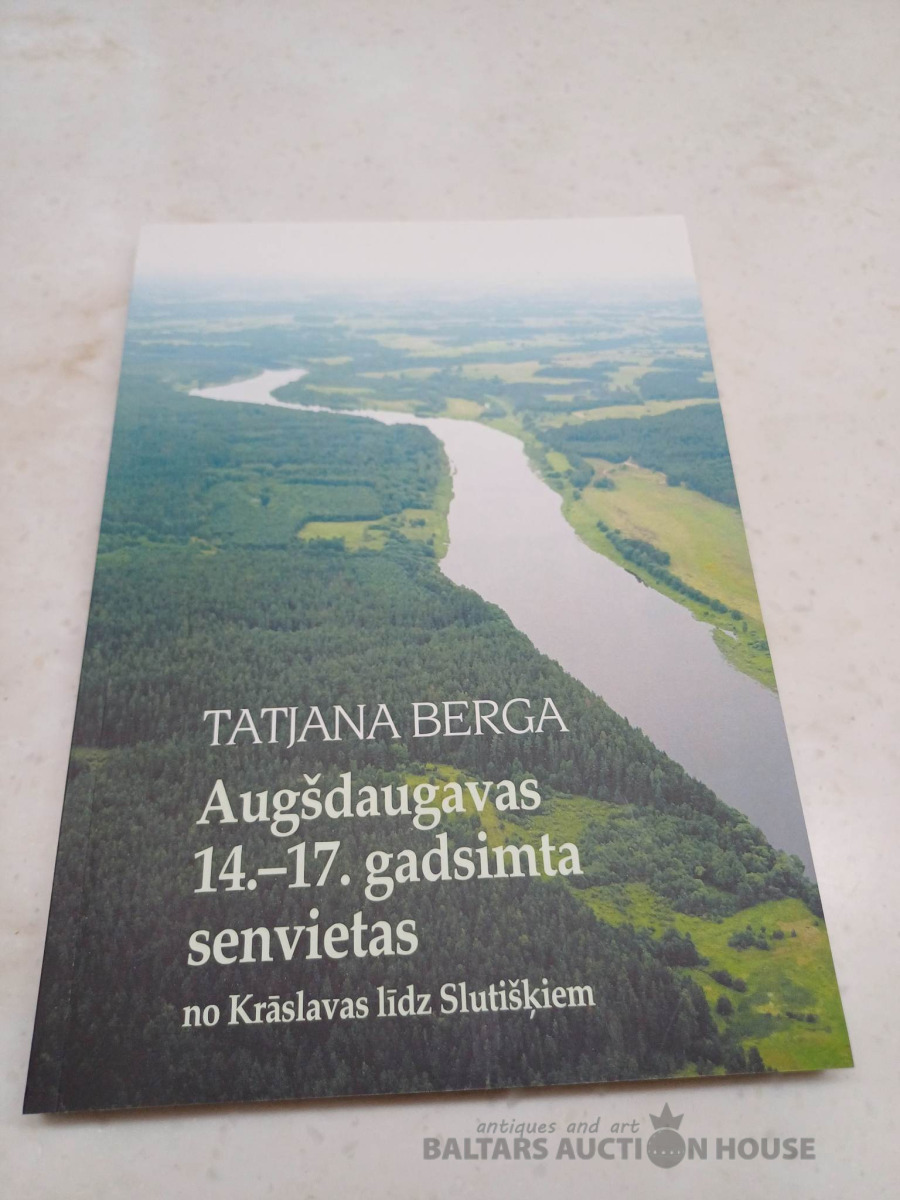 TATJANA BERGA
Augšdaugavas
14.–17. gadsimta
senvietas
no Krāslavas līdz Slutišķiem
antiques and art
BALTARS AUCTION HOUSE